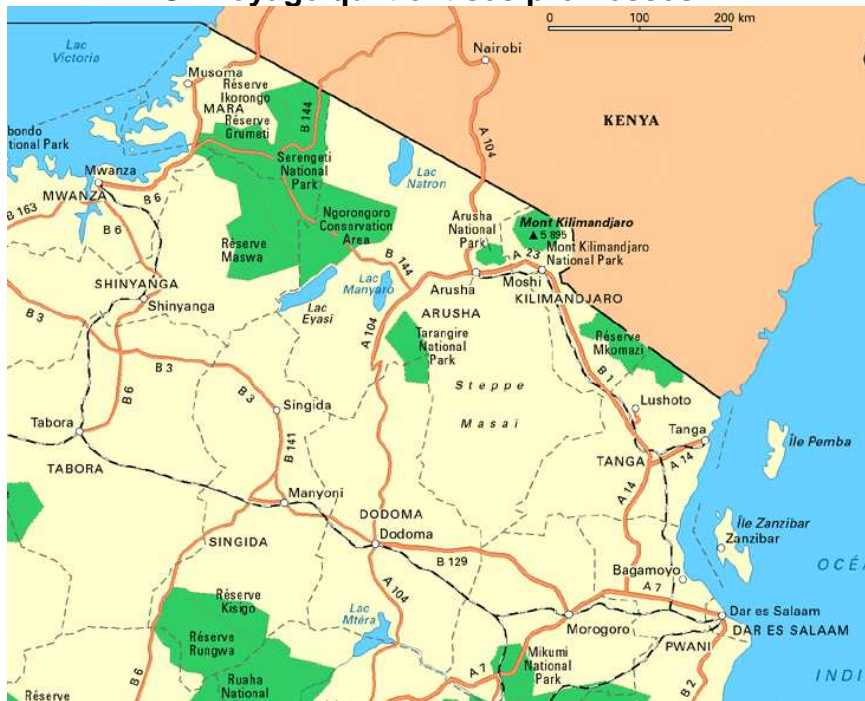 0
100
200 km
Lac
Victoria
Nairobi
Musoma
Réserve
Ikorongo
MARA
Réserve
Grumeti
B 144
KENYA
A 104
Serengeti
National
Park
Lac
Natron
Mwanza
MWANZA
B 6
B 163
B 6
Ngorongoro
Conservation
Area
Arusha
National
Park
Mont Kilimandjaro
5 895
Mont Kilimandjaro
National Park
Réserve
Maswa
B 144
A 23
Lac
Manyara
Arusha
Moshi
KILIMANDJARO
SHINYANGA
Shinyanga
Lac
Eyasi
ARUSHA
B 3
A 104
Tarangire
National
Park
Réserve
Mkomazi
B 3
B 1
B 6
B 3
Singida
Steppe
Masai
Lushoto
Tabora
Tanga
Île Pemba
TABORA
B 141
TANGA
A 14
Manyoni
A 14
DODOMA
Dodoma
Île Zanzibar
Zanzibar
SINGIDA
B 129
Bagamoyo
OCÉA
A 7
Réserve
Kisigo
A 104
Lac
Mtéra
Dar es Salaam
DAR ES SALAAM
Morogoro
Réserve
Rungwa
PWANI
Mikumi
National
Park
INDI
A 7
B 6
Ruaha
National
B 2
Réserve